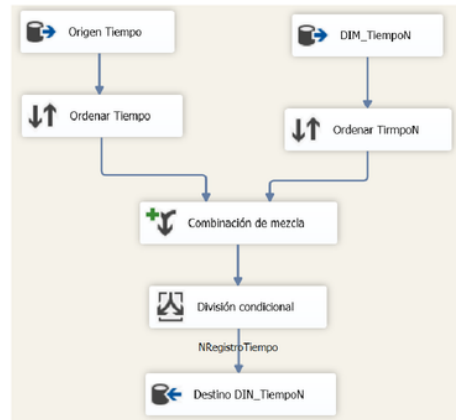 Origen Tiempo
DIM_TiempoN
Ordenar Tiempo
Ordenar TirmpoN
Combinación de mezcla
División condicional
NRegistroTiempo
Destino DIN_TiempoN